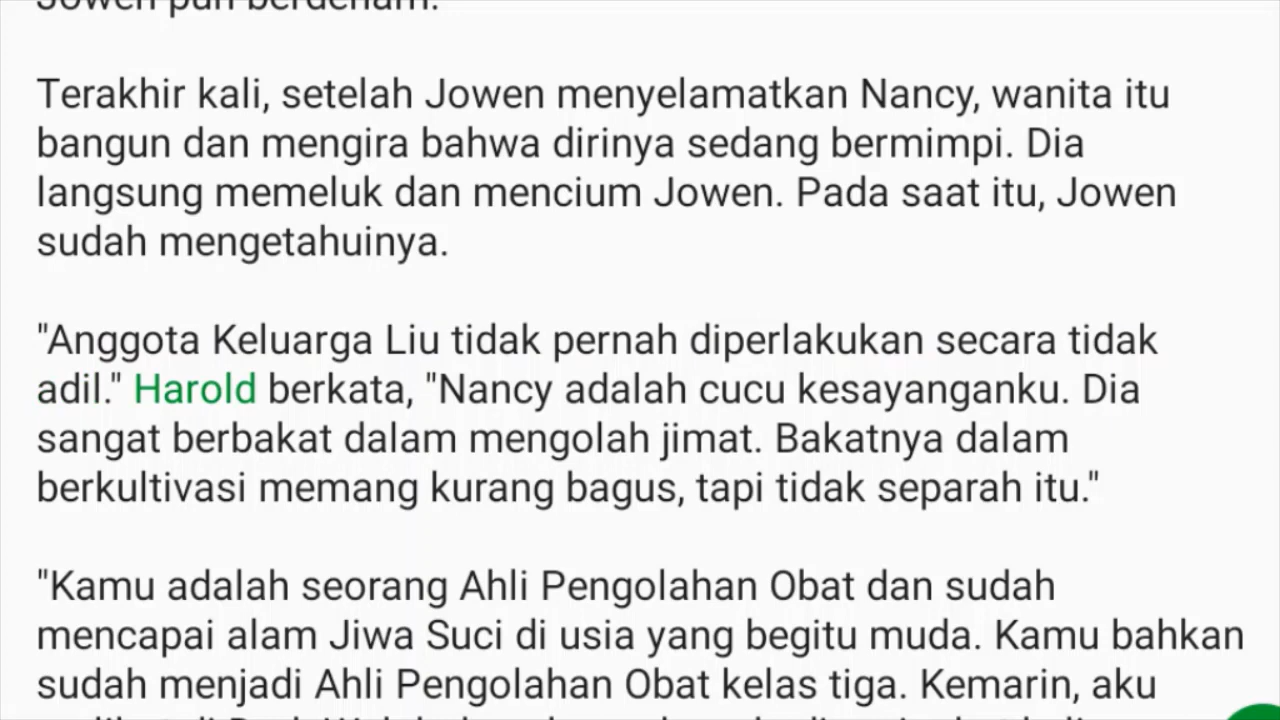 Jowen pun berdeham.
Terakhir kali, setelah Jowen menyelamatkan Nancy, wanita itu
bangun dan mengira bahwa dirinya sedang bermimpi. Dia
langsung memeluk dan mencium Jowen. Pada saat itu, Jowen
sudah mengetahuinya.
"Anggota Keluarga Liu tidak pernah diperlakukan secara tidak
adil." Harold berkata, "Nancy adalah cucu kesayanganku. Dia
sangat berbakat dalam mengolah jimat. Bakatnya dalam
berkultivasi memang kurang bagus, tapi tidak separah itu."
"Kamu adalah seorang Ahli Pengolahan Obat dan sudah
mencapai alam Jiwa Suci di usia yang begitu muda. Kamu bahkan
sudah menjadi Ahli Pengolahan Obat kelas tiga. Kemarin, aku